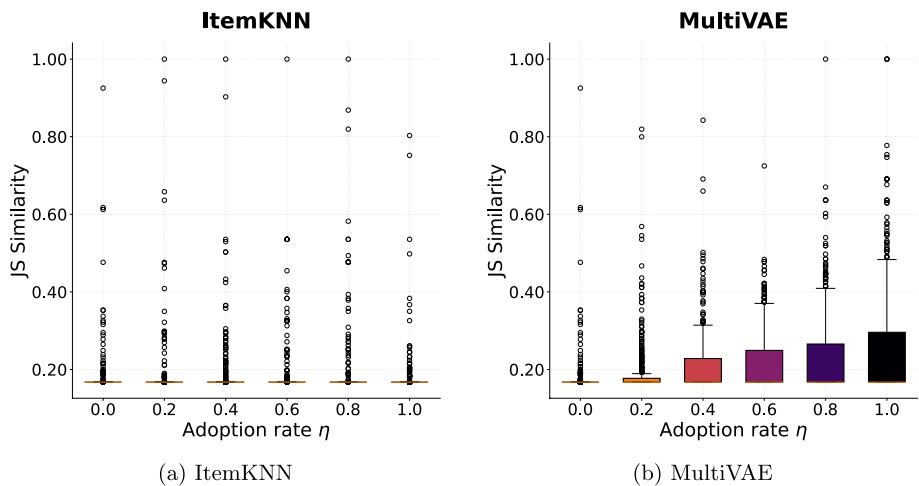 ItemKNN
MultiVAE
JS Similarity
1.00
0.80
0.60
0.40
0.20
0.0 0.2 0.4 0.6 0.8 1.0
Adoption rate η
(a) ItemKNN
JS Similarity
1.00
0.80
0.60
0.40
0.20
0.0 0.2 0.4 0.6 0.8 1.0
Adoption rate η
(b) MultiVAE